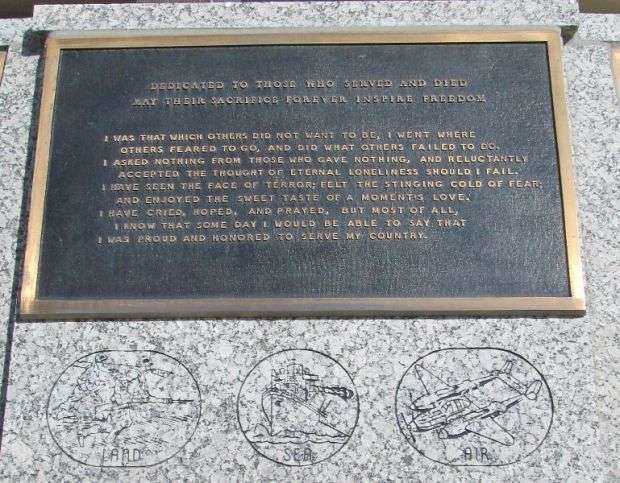 DEDICATED TO THOSE WHO SERVED AND DIED
MAY THEIR SACRIFICE FOREVER INSPIRE FREEDOM
I WAS THAT WHICH OTHERS DID NOT WANT TO BE, I WENT WHERE
OTHERS FEARED TO GO, AND DID WHAT OTHERS FAILED TO DO.
I ASKED NOTHING FROM THOSE WHO GAVE NOTHING, AND RELUCTANTLY
ACCEPTED THE THOUGHT OF ETERNAL LONELINESS SHOULD I FAIL.
I HAVE SEEN THE FACE OF TERROR; FELT THE STINGING COLD OF FEAR;
AND ENJOYED THE SWEET TASTE OF A MOMENT'S LOVE.
I HAVE CRIED, HOPED, AND PRAYED, BUT MOST OF ALL,
I KNOW THAT SOME DAY I WOULD BE ABLE TO SAY THAT
I WAS PROUD AND HONORED TO SERVE MY COUNTRY.
LAND SEA AIR